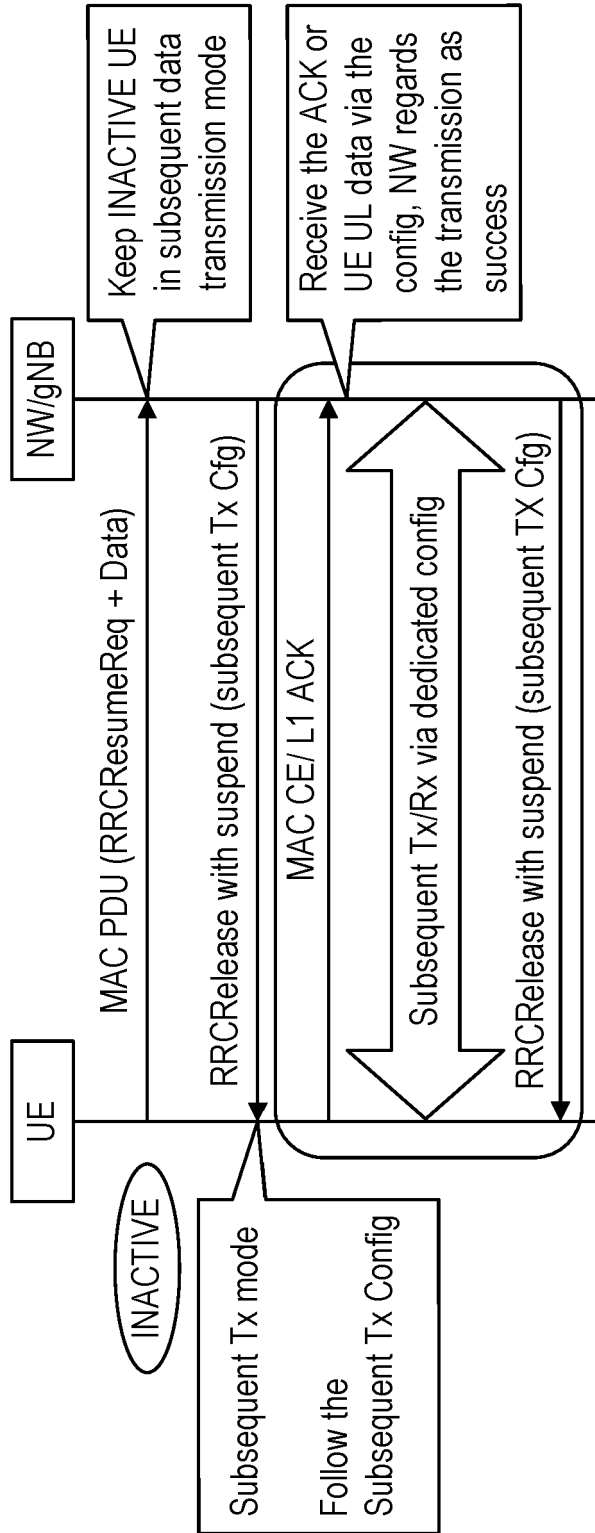 UE
NW/gNB
INACTIVE
MAC PDU (RRCResumeReq + Data)
Keep INACTIVE UE
in subsequent data
transmission mode
RRCRelease with suspend (subsequent Tx Cfg)
Subsequent Tx mode
Follow the
Subsequent Tx Config
MAC CE/ L1 ACK
Receive the ACK or
UE UL data via the
config, NW regards
the transmission as
success
Subsequent Tx/Rx via dedicated config
RRCRelease with suspend (subsequent TX Cfg)